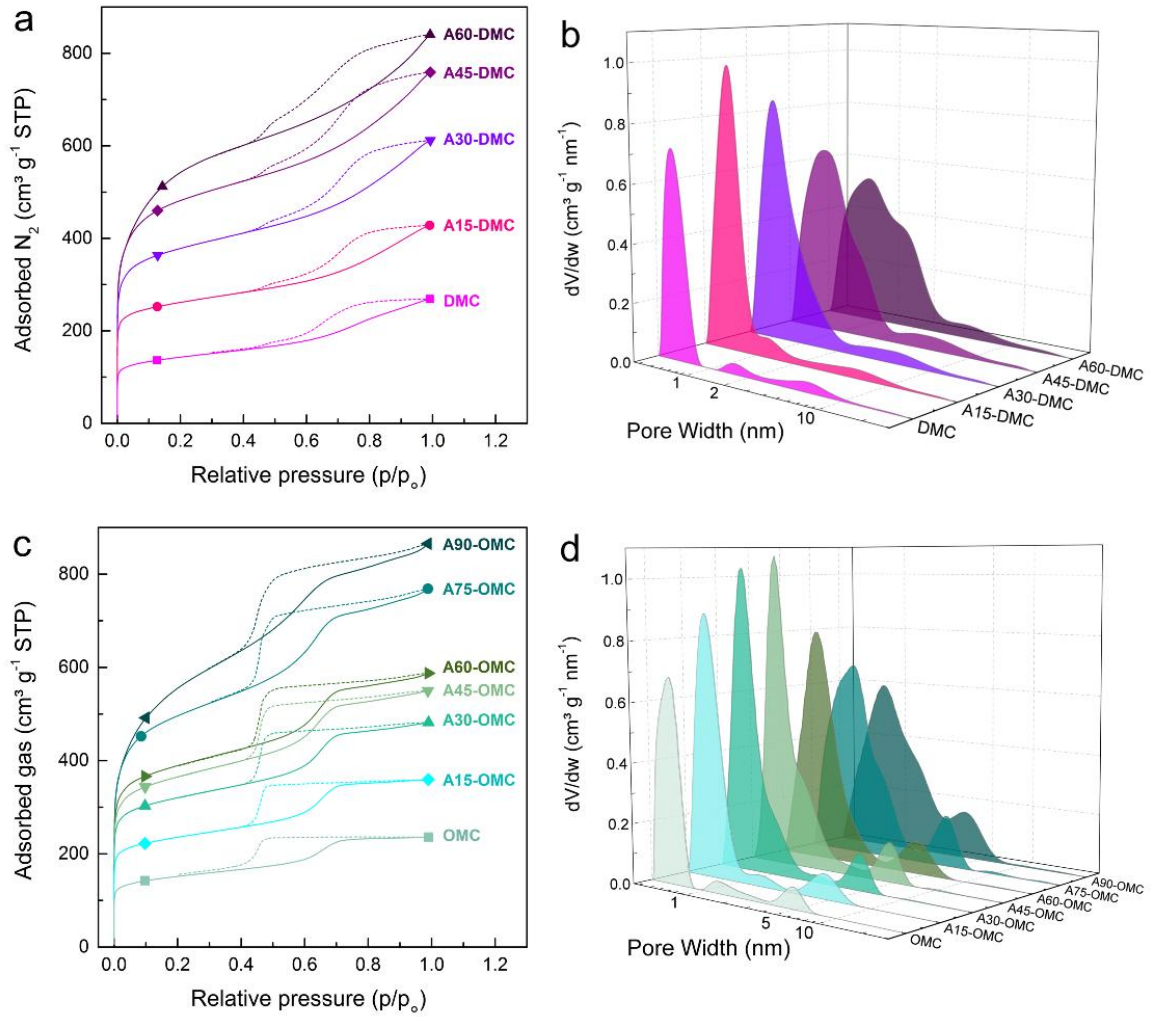 a
800
600
400
200
0
0.0 0.2 0.4 0.6 0.8 1.0 1.2
Adsorbed N₂ (cm³ g⁻¹ STP)
Relative pressure (p/pₒ)
A60-DMC
A45-DMC
A30-DMC
A15-DMC
DMC
b
1.0
0.8
0.6
0.4
0.2
0.0
dV/dw (cm³ g⁻¹ nm⁻¹)
1
2
10
Pore Width (nm)
A60-DMC
A45-DMC
A30-DMC
A15-DMC
DMC
c
800
600
400
200
0
0.0 0.2 0.4 0.6 0.8 1.0 1.2
Adsorbed gas (cm³ g⁻¹ STP)
Relative pressure (p/pₒ)
A90-OMC
A75-OMC
A60-OMC
A45-OMC
A30-OMC
A15-OMC
OMC
d
1.0
0.8
0.6
0.4
0.2
0.0
dV/dw (cm³ g⁻¹ nm⁻¹)
1
5
10
Pore Width (nm)
A90-OMC
A75-OMC
A60-OMC
A45-OMC
A30-OMC
A15-OMC
OMC